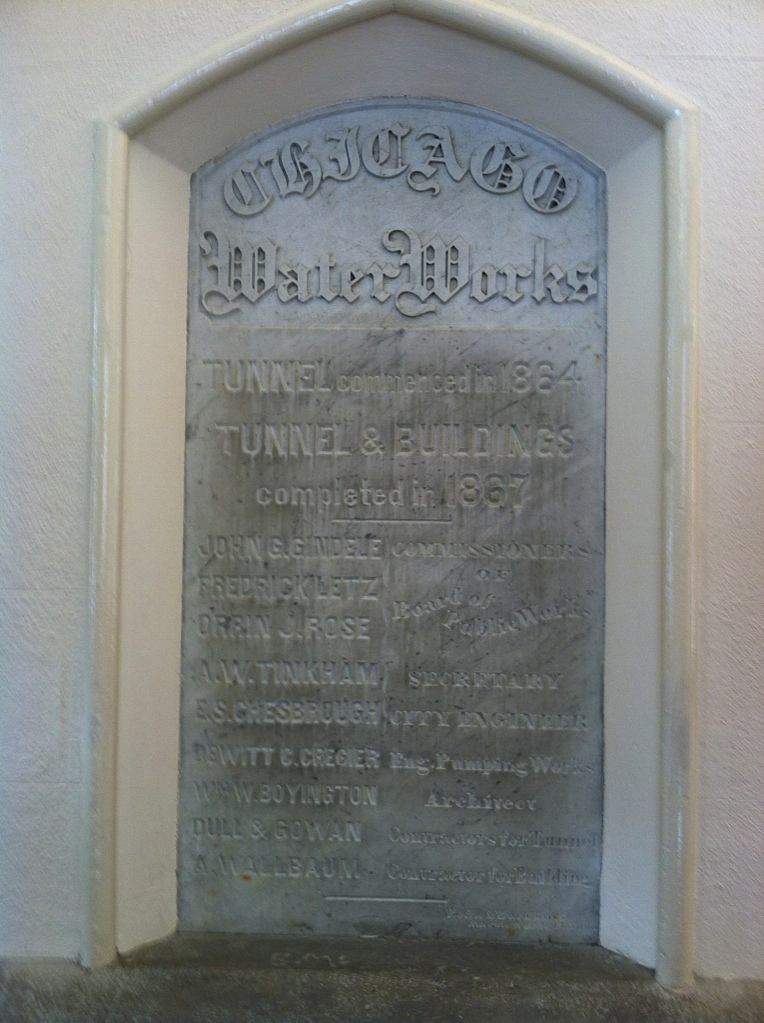 CHICAGO
Water Works
TUNNEL commenced in 1864
TUNNEL & BUILDINGS
completed in 1867
JOHN G. GINDELE COMMISSIONERS
FREDRICK LETZ OF
ORRIN J. ROSE Board of Public Works
A. W. TINKHAM SECRETARY
E. S. CHESBROUGH CITY ENGINEER
DEWITT C. CREGIER Eng. Pumping Works
Wm W. BOYINGTON Architect
DULL & GOWAN Contractors for Tunnel
A. WALLBAUM Contractor for Building